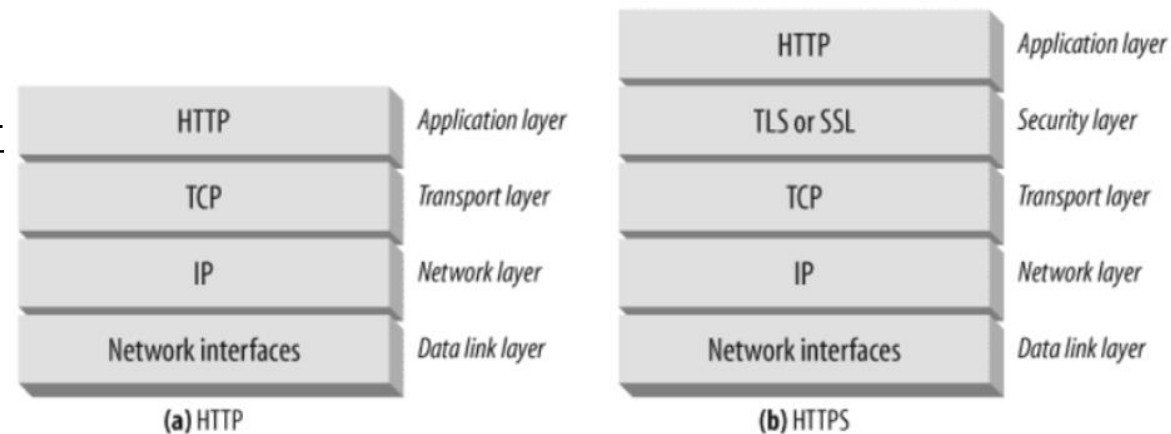 HTTP Application layer
HTTP Application layer TLS or SSL Security layer
TCP Transport layer TCP Transport layer
IP Network layer IP Network layer
Network interfaces Data link layer Network interfaces Data link layer
(a) HTTP (b) HTTPS